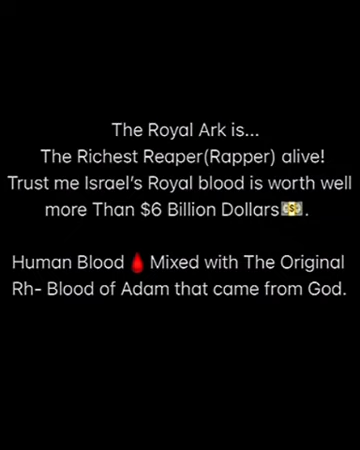 The Royal Ark is...
The Richest Reaper(Rapper) alive!
Trust me Israel's Royal blood is worth well
more Than $6 Billion Dollars💵.
Human Blood🩸Mixed with The Original
Rh- Blood of Adam that came from God.